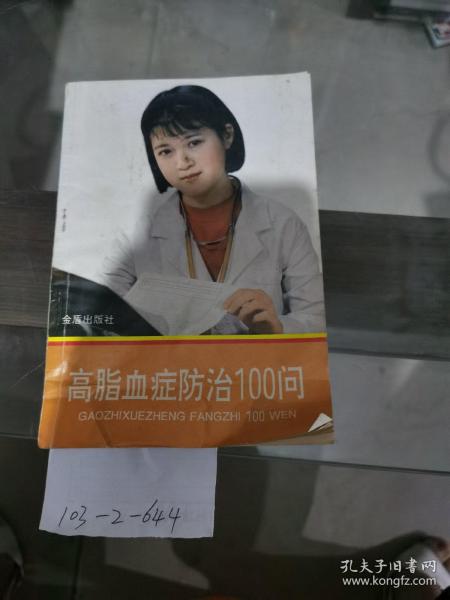 金盾出版社
高脂血症防治100问
GAOZHIXUEZHENG FANGZHI 100 WEN
103-2-644
孔夫子旧书网
www.kongfz.com